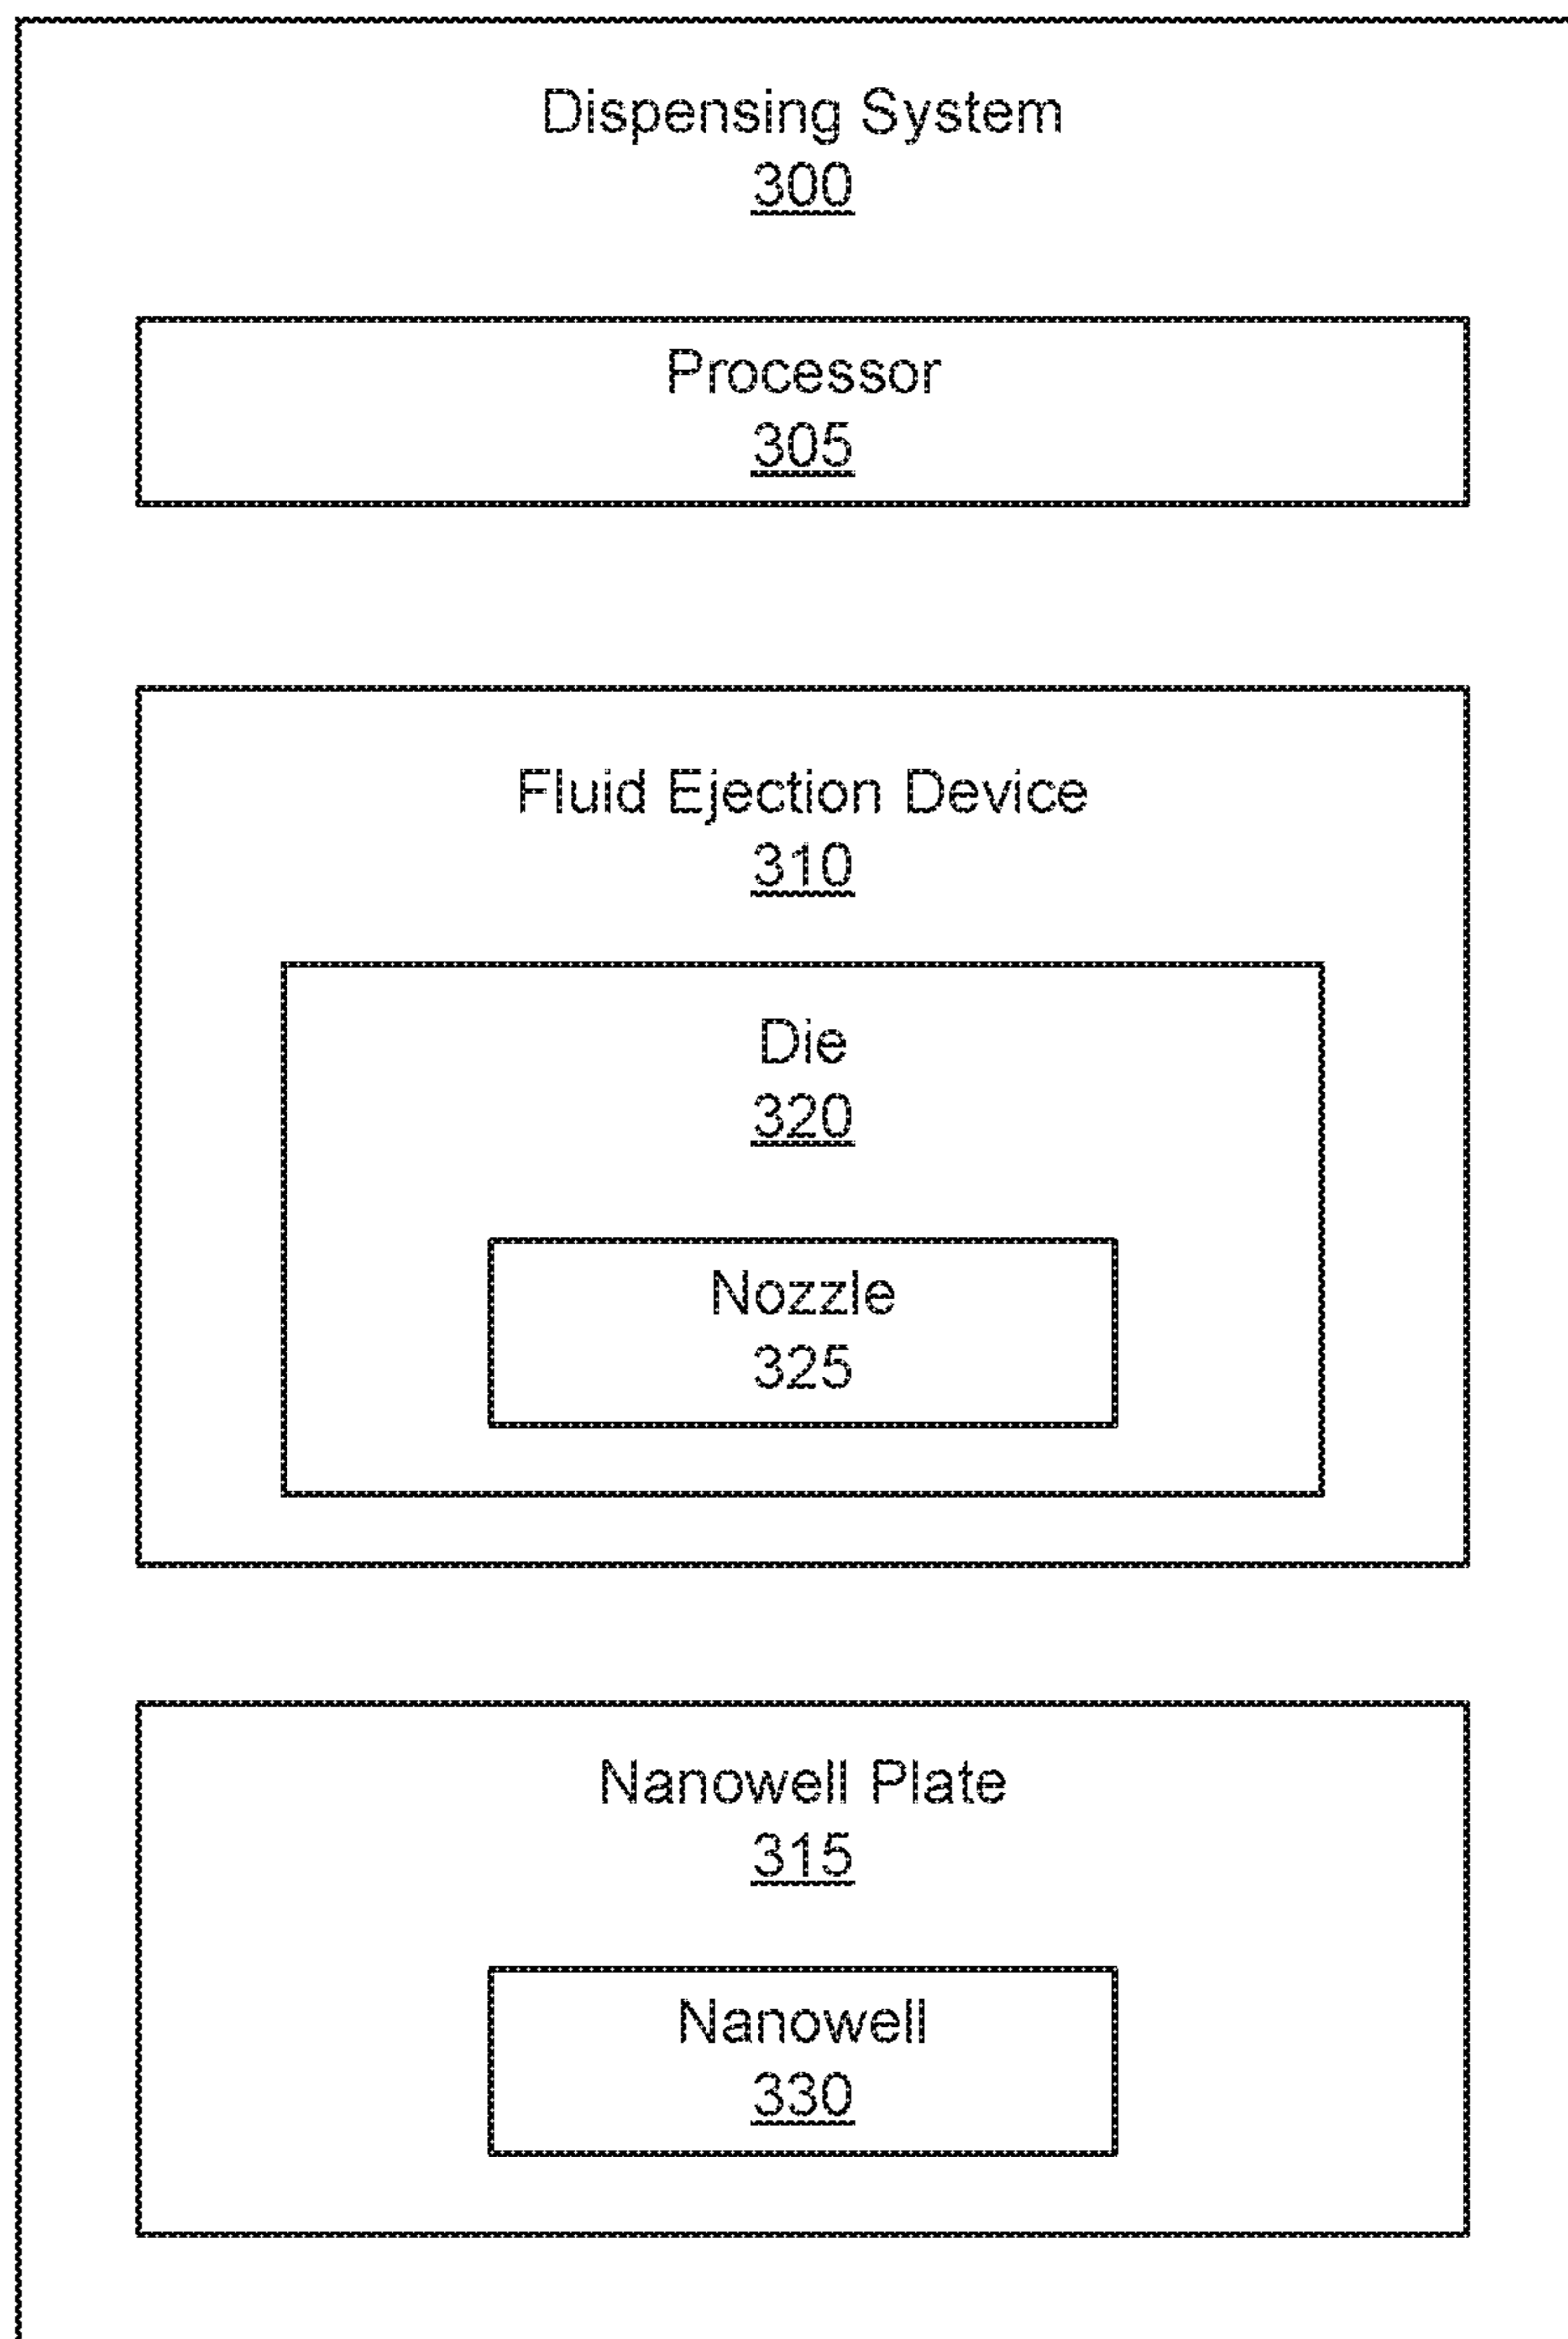 Dispensing System
300
Processor
305
Fluid Ejection Device
310
Die
320
Nozzle
325
Nanowell Plate
315
Nanowell
330